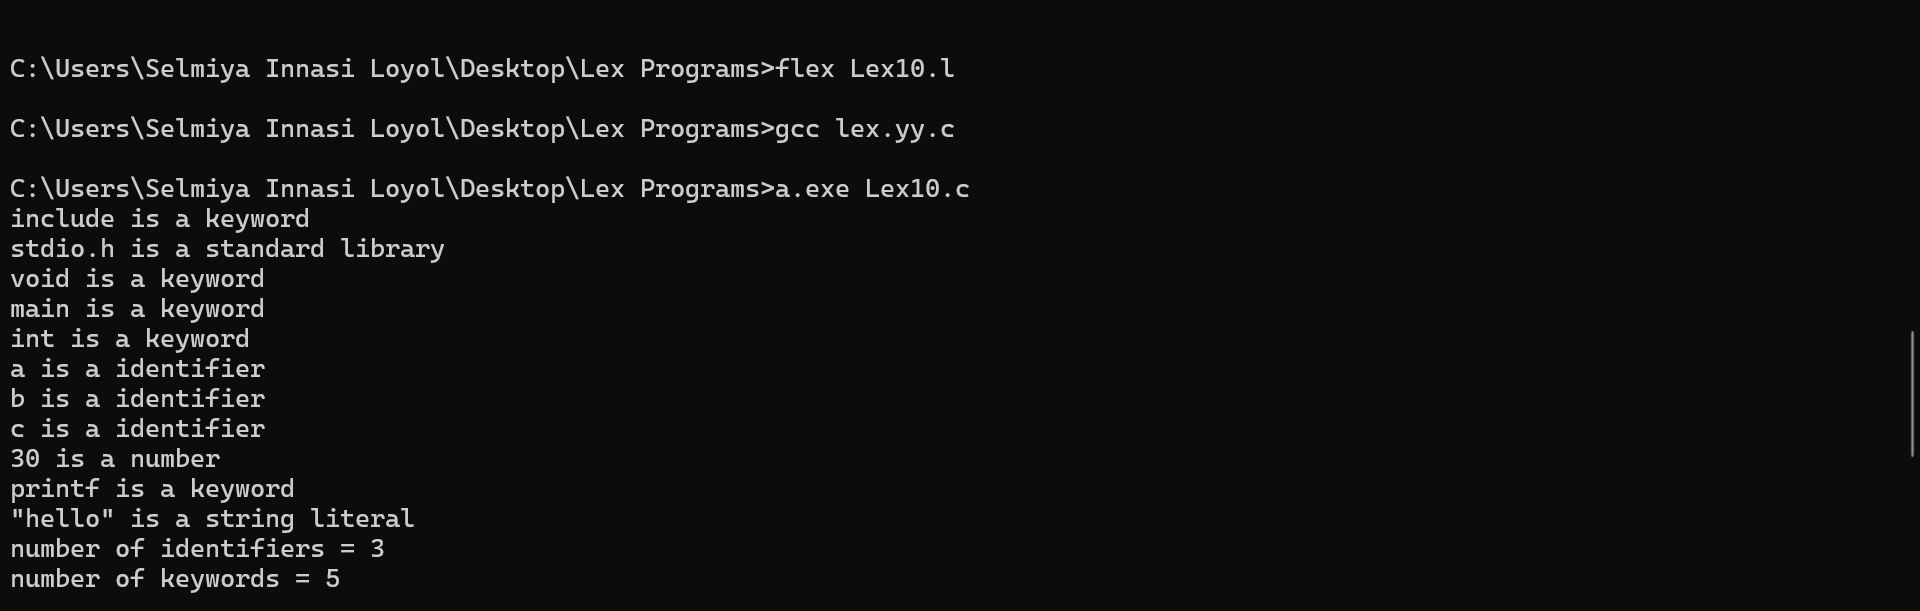 C:\Users\Selmiya Innasi Loyol\Desktop\Lex Programs>flex Lex10.l
C:\Users\Selmiya Innasi Loyol\Desktop\Lex Programs>gcc lex.yy.c
C:\Users\Selmiya Innasi Loyol\Desktop\Lex Programs>a.exe Lex10.c
include is a keyword
stdio.h is a standard library
void is a keyword
main is a keyword
int is a keyword
a is a identifier
b is a identifier
c is a identifier
30 is a number
printf is a keyword
"hello" is a string literal
number of identifiers = 3
number of keywords = 5